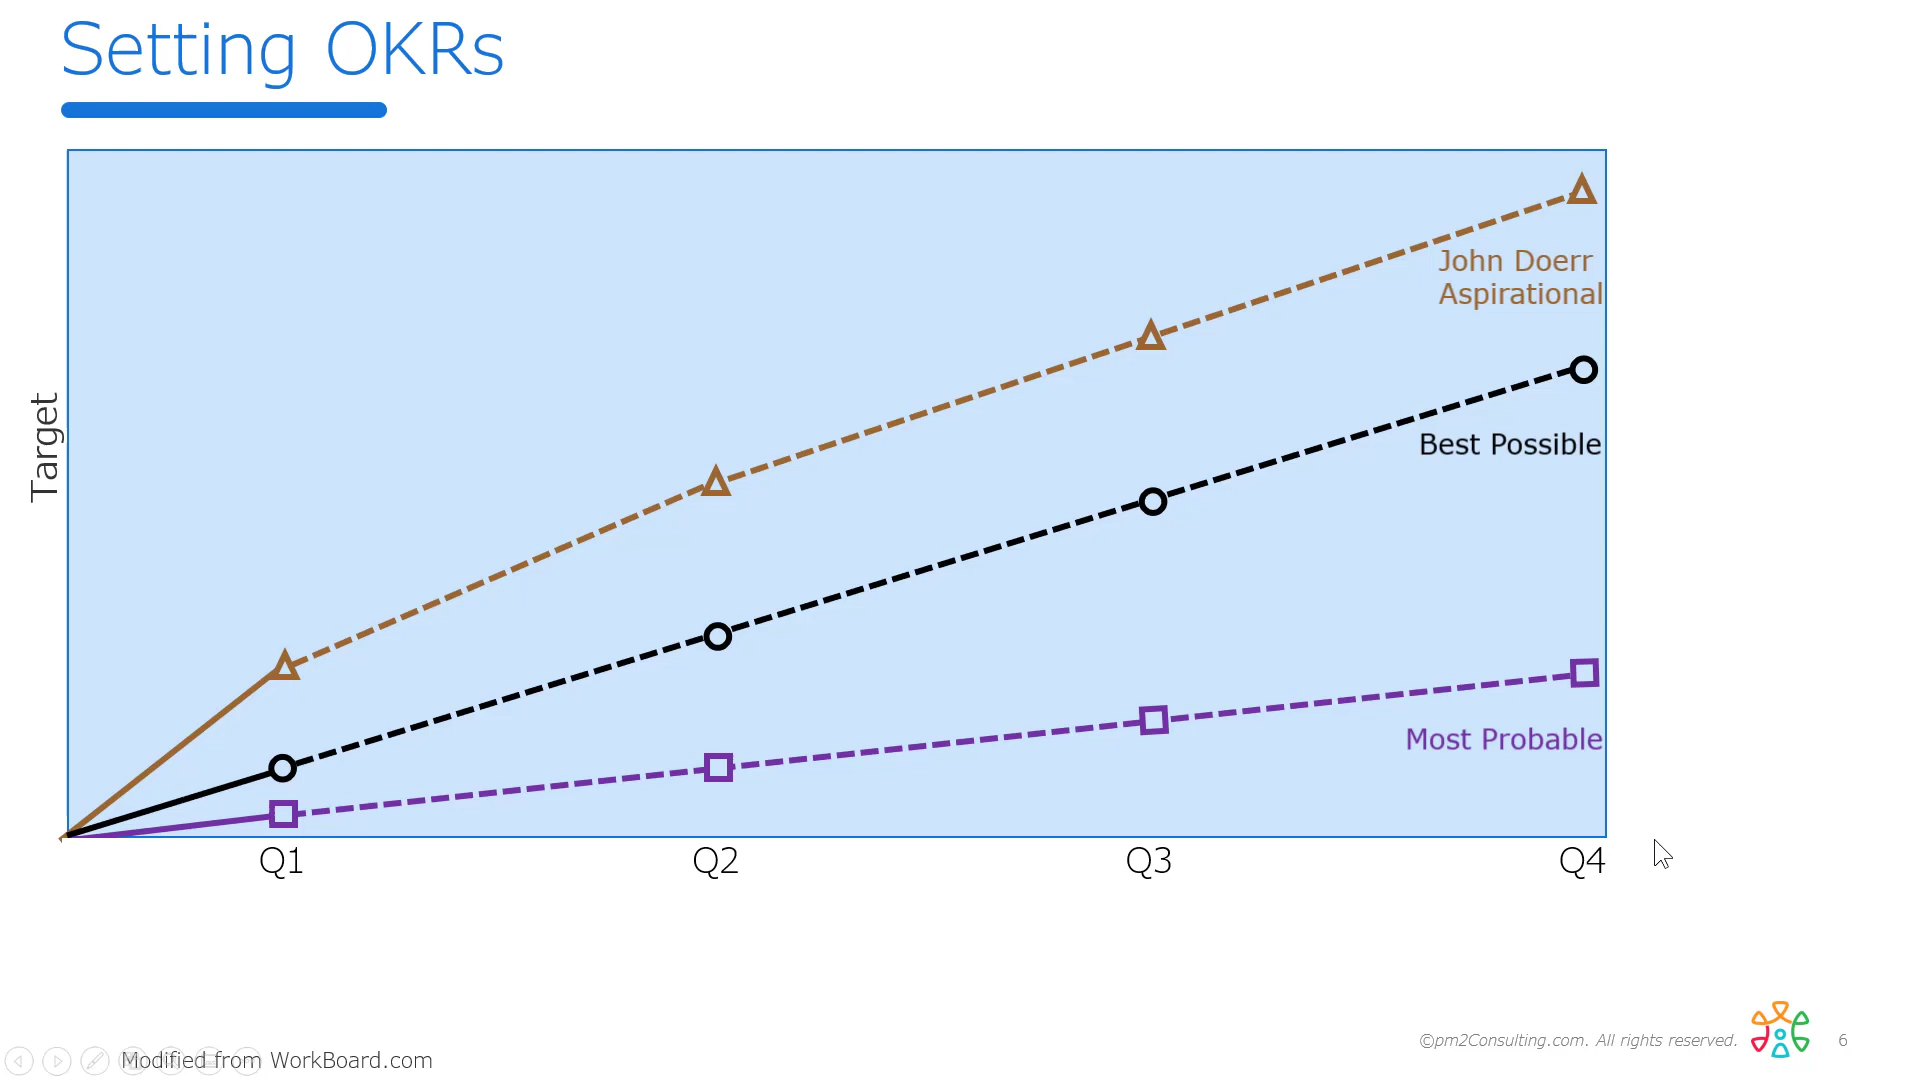 Setting OKRs
Target
John Doerr
Aspirational
Best Possible
Most Probable
Q1 Q2 Q3 Q4
©pm2Consulting.com. All rights reserved.
6
Modified from WorkBoard.com